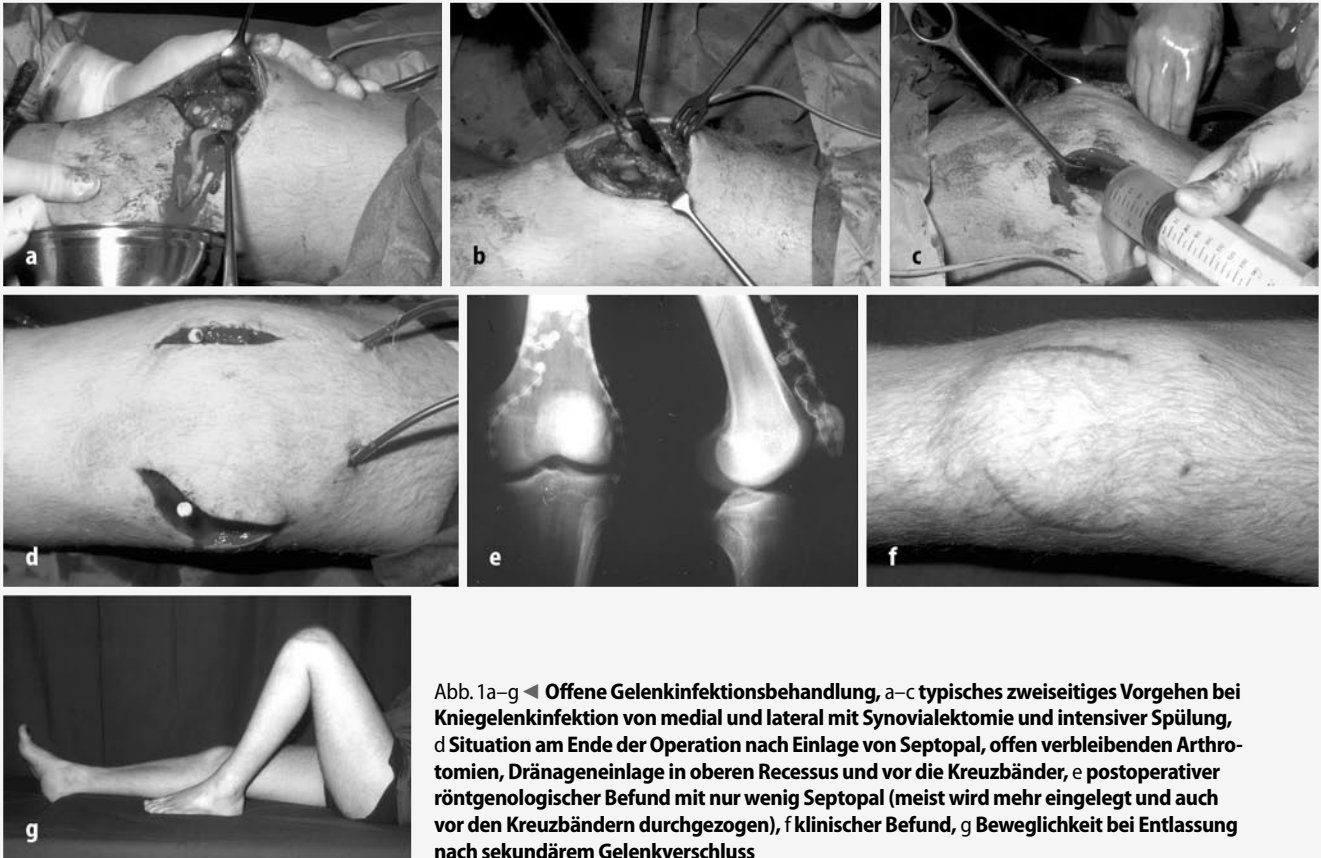 a
b
c
d
e
f
g
Abb. 1a–g ◄ Offene Gelenkinfektionsbehandlung, a–c typisches zweiseitiges Vorgehen bei
Kniegelenkinfektion von medial und lateral mit Synovialektomie und intensiver Spülung,
d Situation am Ende der Operation nach Einlage von Septopal, offen verbleibenden Arthro-
tomien, Dränageneinlage in oberen Recessus und vor die Kreuzbänder, e postoperativer
röntgenologischer Befund mit nur wenig Septopal (meist wird mehr eingelegt und auch
vor den Kreuzbändern durchgezogen), f klinischer Befund, g Beweglichkeit bei Entlassung
nach sekundärem Gelenkverschluss